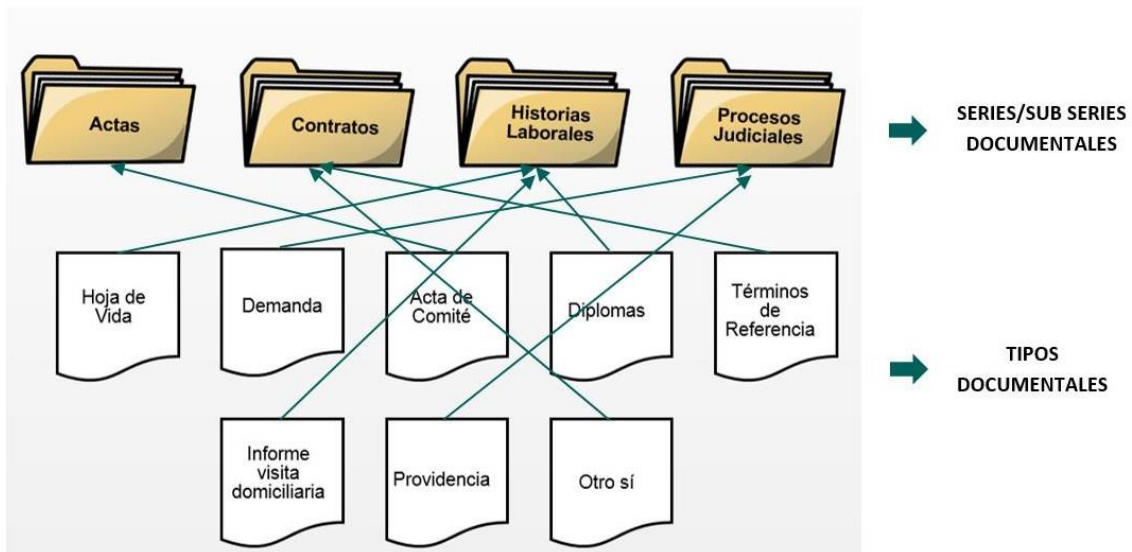 Actas
Contratos
Historias
Laborales
Procesos
Judiciales
SERIES/SUB SERIES
DOCUMENTALES
Hoja de
Vida
Demanda
Acta de
Comité
Diplomas
Términos
de
Referencia
TIPOS
DOCUMENTALES
Informe
visita
domiciliaria
Providencia
Otro sí